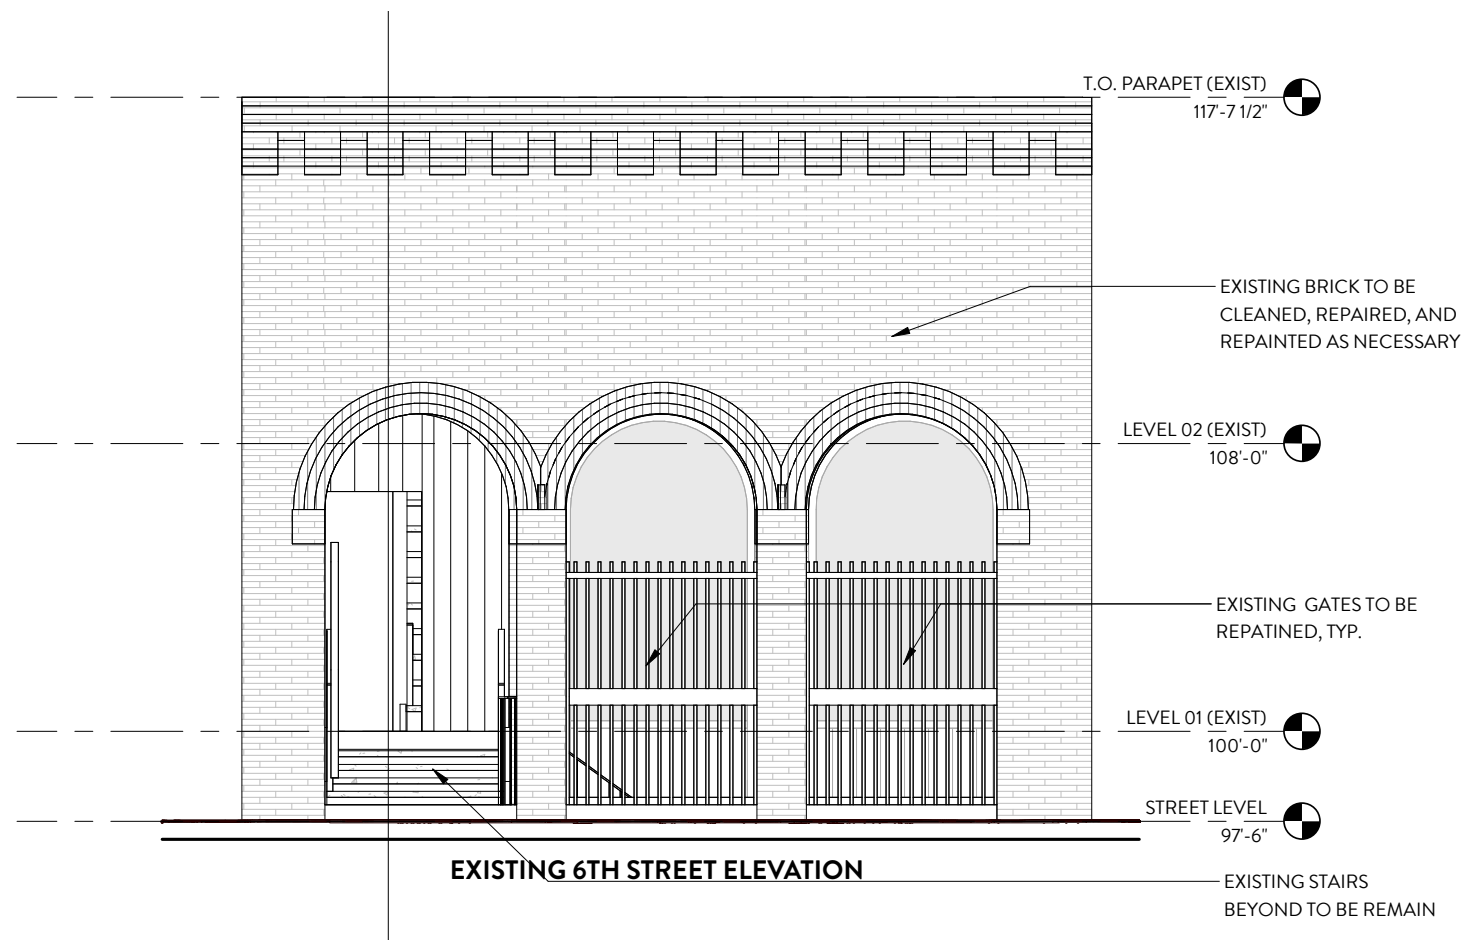 T.O. PARAPET (EXIST)
117'-7 1/2"
EXISTING BRICK TO BE
CLEANED, REPAIRED, AND
REPAINTED AS NECESSARY
LEVEL 02 (EXIST)
108'-0"
EXISTING GATES TO BE
REPATINED, TYP.
LEVEL 01 (EXIST)
100'-0"
STREET LEVEL
97'-6"
EXISTING 6TH STREET ELEVATION
EXISTING STAIRS
BEYOND TO BE REMAIN